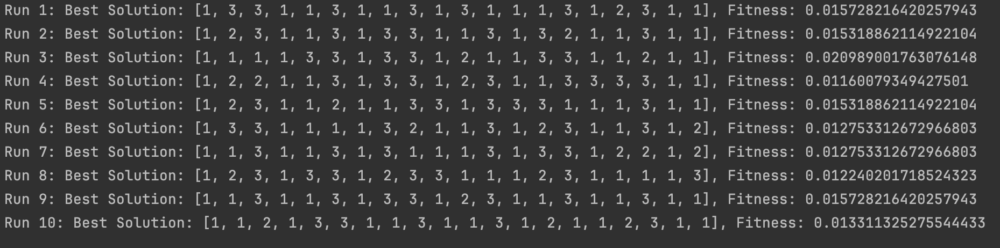 Run 1: Best Solution: [1, 3, 3, 1, 1, 3, 1, 1, 3, 1, 3, 1, 1, 1, 3, 1, 2, 3, 1, 1], Fitness: 0.015728216420257943
Run 2: Best Solution: [1, 2, 3, 1, 1, 3, 1, 3, 3, 1, 1, 3, 1, 3, 2, 1, 1, 3, 1, 1], Fitness: 0.015318862114922104
Run 3: Best Solution: [1, 1, 1, 1, 3, 3, 1, 3, 3, 1, 2, 1, 1, 3, 3, 1, 1, 2, 1, 1], Fitness: 0.020989001763076148
Run 4: Best Solution: [1, 2, 2, 1, 1, 3, 1, 3, 3, 1, 2, 3, 1, 1, 3, 3, 3, 3, 1, 1], Fitness: 0.01160079349427501
Run 5: Best Solution: [1, 2, 3, 1, 1, 2, 1, 1, 3, 3, 1, 3, 3, 3, 1, 1, 1, 3, 1, 1], Fitness: 0.015318862114922104
Run 6: Best Solution: [1, 3, 3, 1, 1, 1, 1, 3, 2, 1, 1, 3, 1, 2, 3, 1, 1, 3, 1, 2], Fitness: 0.012753312672966803
Run 7: Best Solution: [1, 1, 3, 1, 1, 3, 1, 3, 1, 1, 1, 3, 1, 3, 3, 1, 2, 2, 1, 2], Fitness: 0.012753312672966803
Run 8: Best Solution: [1, 2, 3, 1, 3, 3, 1, 2, 3, 3, 1, 1, 1, 2, 3, 1, 1, 1, 1, 3], Fitness: 0.012240201718524323
Run 9: Best Solution: [1, 1, 3, 1, 1, 3, 1, 3, 3, 1, 2, 3, 1, 1, 3, 1, 1, 3, 1, 1], Fitness: 0.015728216420257943
Run 10: Best Solution: [1, 1, 2, 1, 3, 3, 1, 1, 3, 1, 1, 3, 1, 2, 1, 1, 2, 3, 1, 1], Fitness: 0.013311325275544433